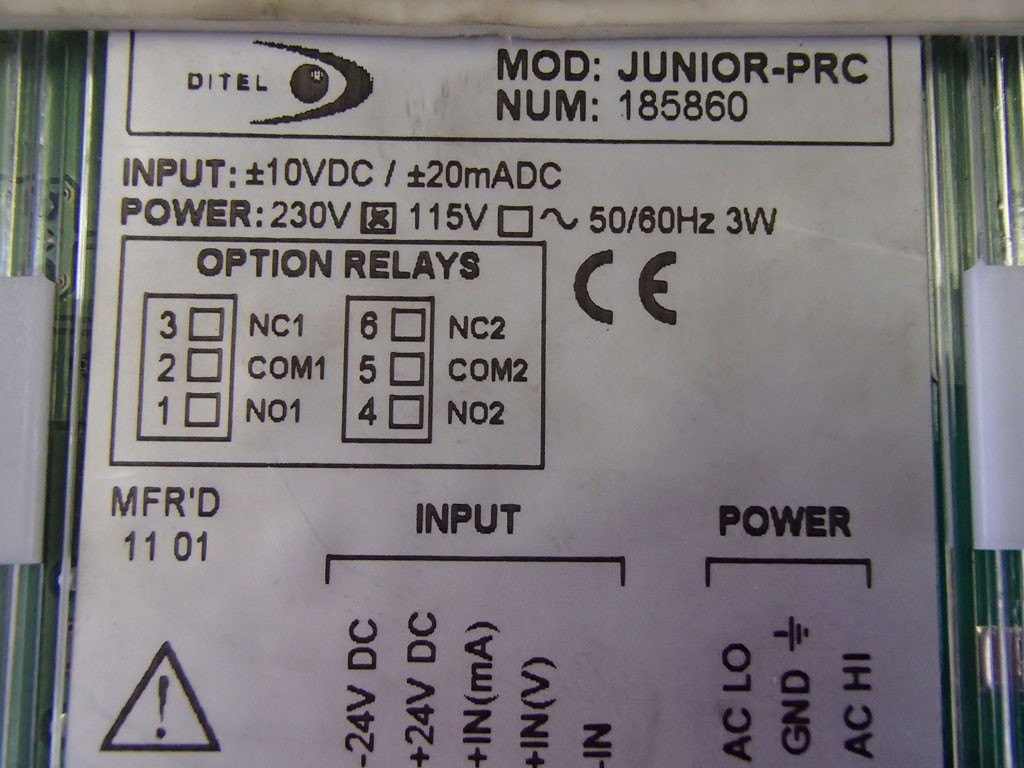 DITEL
MOD: JUNIOR-PRC
NUM: 185860
INPUT: ±10VDC / ±20mADC
POWER: 230V ☒ 115V ☐ ~ 50/60Hz 3W
OPTION RELAYS
3 NC1 6 NC2
2 COM1 5 COM2
1 NO1 4 NO2
CE
MFR'D
11 01
INPUT
POWER
-24V DC
+24V DC
+IN(mA)
+IN(V)
-IN
AC LO
GND
AC HI
!